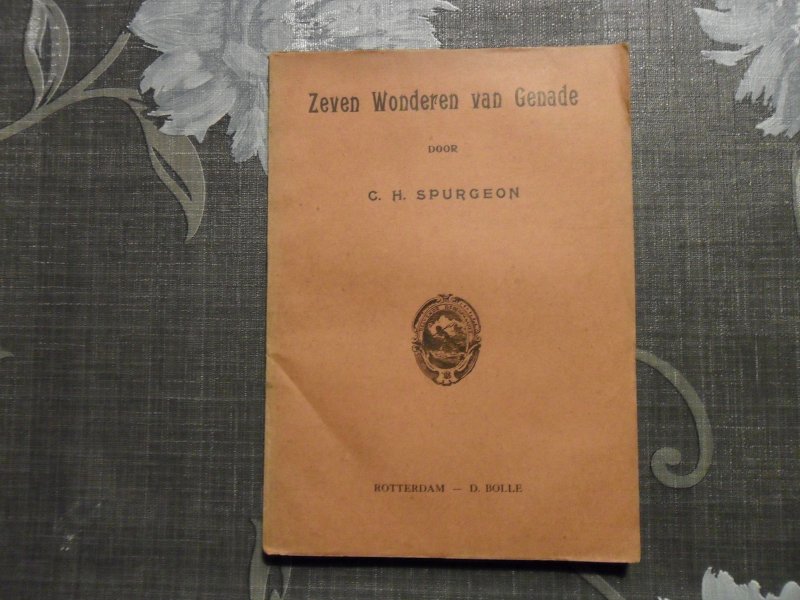 Zeven Wonderen van Genade
DOOR
C. H. SPURGEON
ROTTERDAM — D. BOLLE